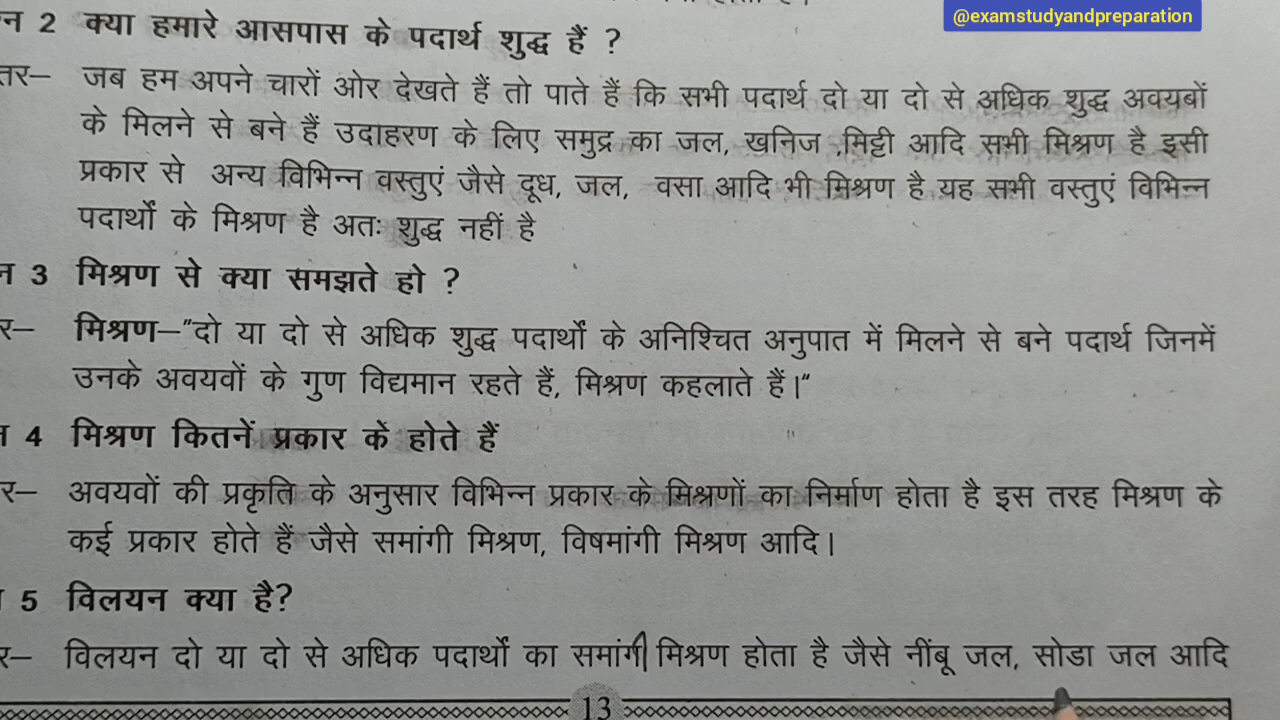 @examstudyandpreparation
न 2 क्या हमारे आसपास के पदार्थ शुद्ध हैं ?
तर– जब हम अपने चारों ओर देखते हैं तो पाते हैं कि सभी पदार्थ दो या दो से अधिक शुद्ध अवयबों
के मिलने से बने हैं उदाहरण के लिए समुद्र का जल, खनिज ,मिट्टी आदि सभी मिश्रण है इसी
प्रकार से अन्य विभिन्न वस्तुएं जैसे दूध, जल, वसा आदि भी मिश्रण है यह सभी वस्तुएं विभिन्न
पदार्थों के मिश्रण है अतः शुद्ध नहीं है
न 3 मिश्रण से क्या समझते हो ?
र– मिश्रण–"दो या दो से अधिक शुद्ध पदार्थों के अनिश्चित अनुपात में मिलने से बने पदार्थ जिनमें
उनके अवयवों के गुण विद्यमान रहते हैं, मिश्रण कहलाते हैं।"
न 4 मिश्रण कितनें प्रकार के होते हैं
र– अवयवों की प्रकृति के अनुसार विभिन्न प्रकार के मिश्रणों का निर्माण होता है इस तरह मिश्रण के
कई प्रकार होते हैं जैसे समांगी मिश्रण, विषमांगी मिश्रण आदि।
5 विलयन क्या है?
र– विलयन दो या दो से अधिक पदार्थों का समांगी मिश्रण होता है जैसे नींबू जल, सोडा जल आदि
13